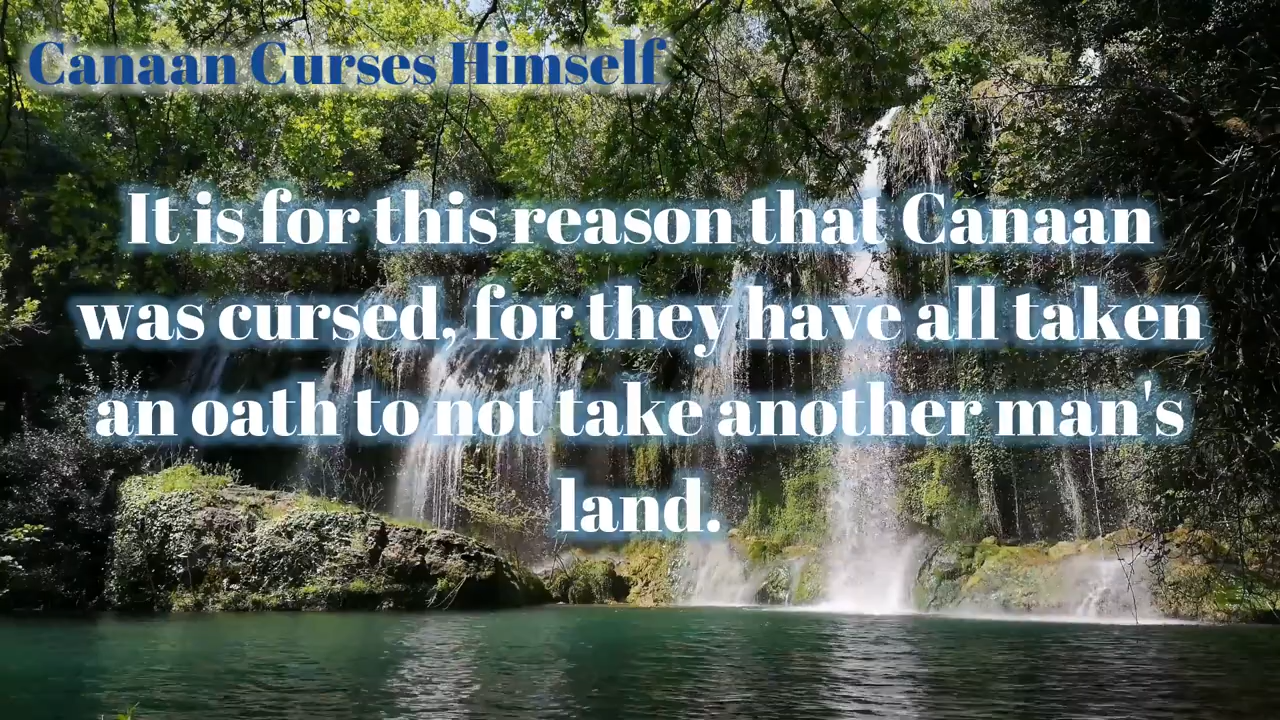 Canaan Curses Himself
It is for this reason that Canaan
was cursed, for they have all taken
an oath to not take another man's
land.